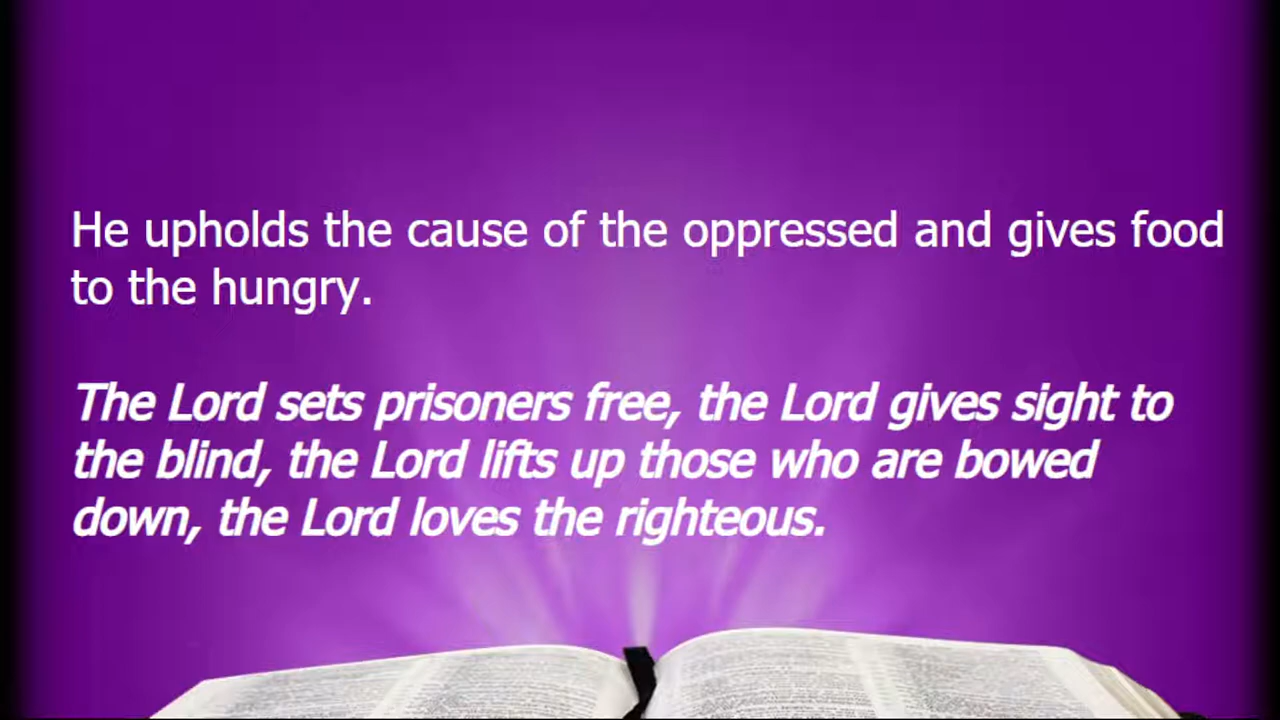 He upholds the cause of the oppressed and gives food
to the hungry.
The Lord sets prisoners free, the Lord gives sight to
the blind, the Lord lifts up those who are bowed
down, the Lord loves the righteous.